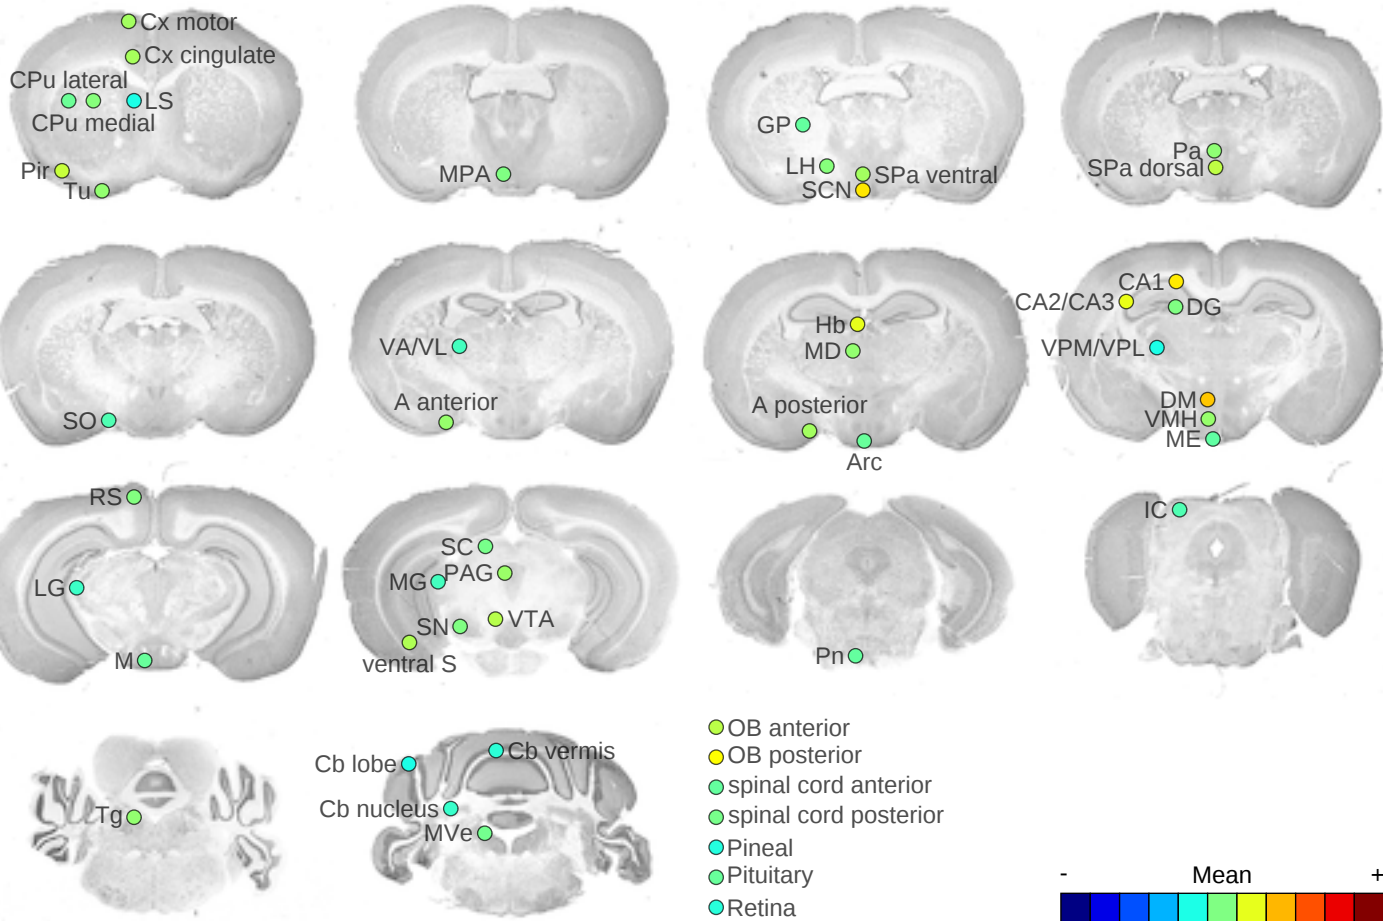 Cx motor
Cx cingulate
CPu lateral
LS
CPu medial
Pir
Tu
MPA
GP
LH
SPa ventral
SCN
Pa
SPa dorsal
SO
VA/VL
A anterior
Hb
MD
A posterior
Arc
CA1
CA2/CA3
DG
VPM/VPL
DM
VMH
ME
RS
LG
M
SC
MG
PAG
SN
VTA
ventral S
Pn
IC
Tg
Cb lobe
Cb vermis
Cb nucleus
MVe
OB anterior
OB posterior
spinal cord anterior
spinal cord posterior
Pineal
Pituitary
Retina
- Mean +